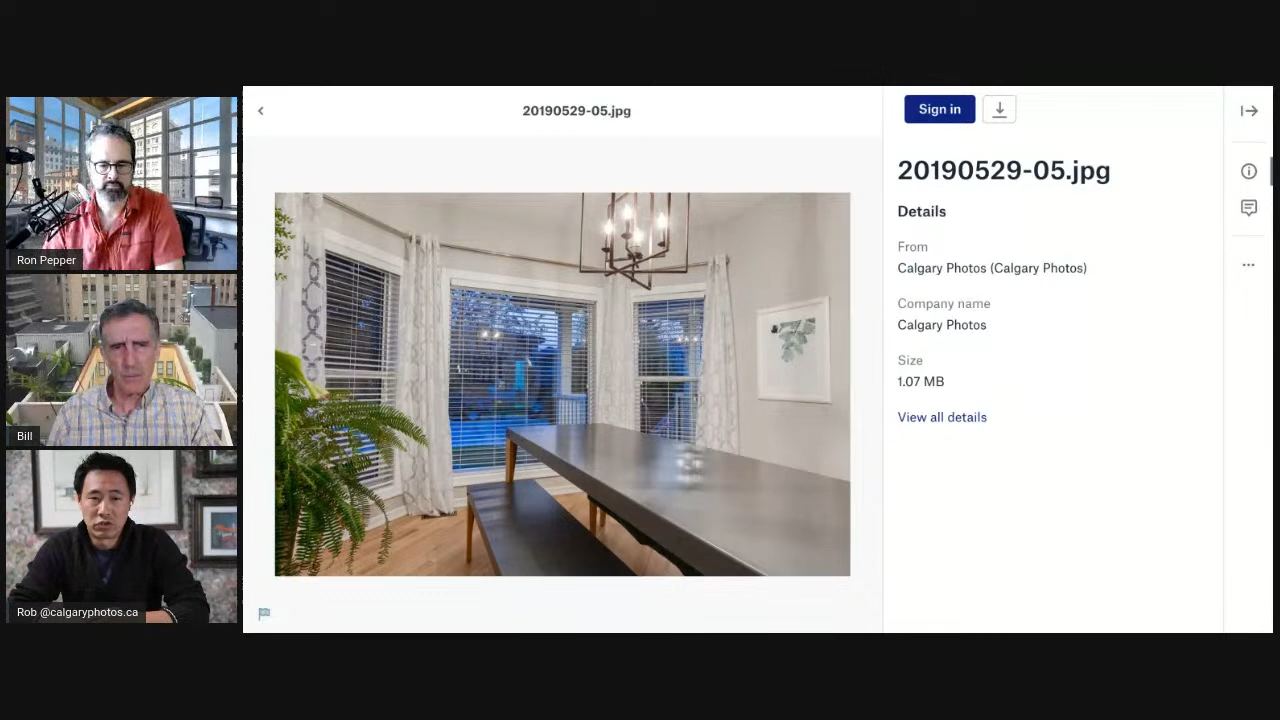 Ron Pepper
Bill
Rob @calgaryphotos.ca
20190529-05.jpg
Sign in
20190529-05.jpg
Details
From
Calgary Photos (Calgary Photos)
Company name
Calgary Photos
Size
1.07 MB
View all details